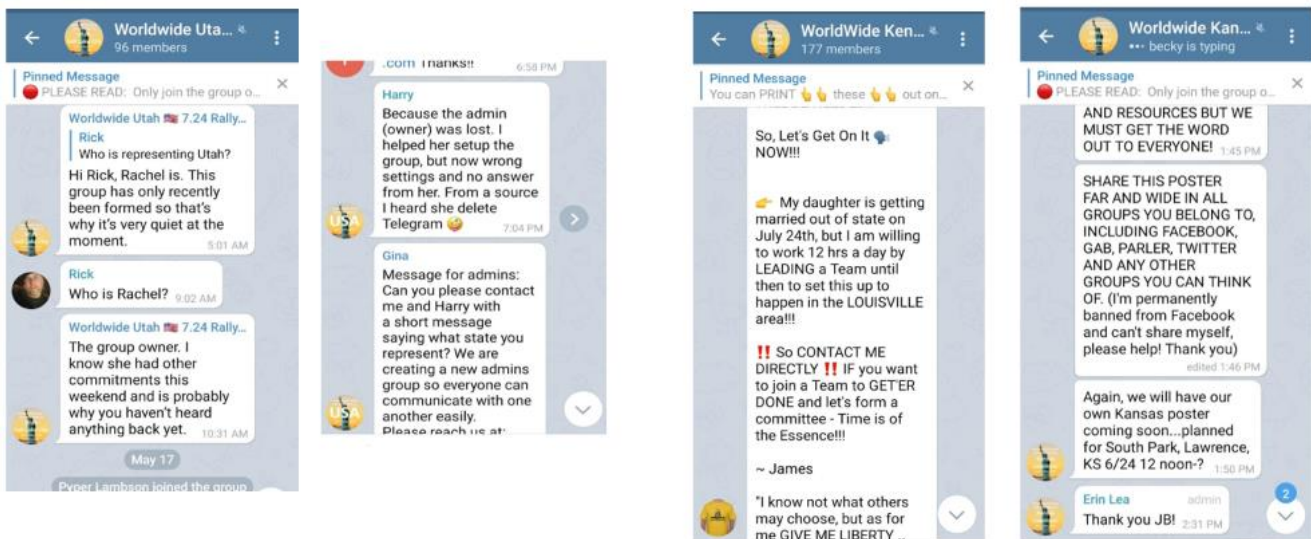 Worldwide Uta...
96 members
Pinned Message
PLEASE READ: Only join the group o...
Worldwide Utah 🇺🇸 7.24 Rally...
Rick
Who is representing Utah?
Hi Rick, Rachel is. This
group has only recently
been formed so that's
why it's very quiet at the
moment.
5:01 AM
Rick
Who is Rachel? 9:02 AM
Worldwide Utah 🇺🇸 7.24 Rally...
The group owner. I
know she had other
commitments this
weekend and is probably
why you haven't heard
anything back yet. 10:31 AM
May 17
Pyper Lambson joined the group
.com Thanks!! 6:58 PM
Harry
Because the admin
(owner) was lost. I
helped her setup the
group, but now wrong
settings and no answer
from her. From a source
I heard she delete
Telegram 🤣 7:04 PM
USA
Gina
Message for admins:
Can you please contact
me and Harry with
a short message
saying what state you
represent? We are
creating a new admins
group so everyone can
communicate with one
another easily.
Please reach us at:
USA
WorldWide Ken...
177 members
Pinned Message
You can PRINT 👆👆 these 👆👆 out on...
So, Let's Get On It 🗣
NOW!!!
👉 My daughter is getting
married out of state on
July 24th, but I am willing
to work 12 hrs a day by
LEADING a Team until
then to set this up to
happen in the LOUISVILLE
area!!!
‼️ So CONTACT ME
DIRECTLY ‼️ IF you want
to join a Team to GET'ER
DONE and let's form a
committee - Time is of
the Essence!!!
~ James
"I know not what others
may choose, but as for
me GIVE ME LIBERTY
Worldwide Kan...
becky is typing
Pinned Message
PLEASE READ: Only join the group o...
AND RESOURCES BUT WE
MUST GET THE WORD
OUT TO EVERYONE! 1:45 PM
SHARE THIS POSTER
FAR AND WIDE IN ALL
GROUPS YOU BELONG TO,
INCLUDING FACEBOOK,
GAB, PARLER, TWITTER
AND ANY OTHER
GROUPS YOU CAN THINK
OF. (I'm permanently
banned from Facebook
and can't share myself,
please help! Thank you)
edited 1:46 PM
Again, we will have our
own Kansas poster
coming soon...planned
for South Park, Lawrence,
KS 6/24 12 noon-? 1:50 PM
Erin Lea admin
Thank you JB! 2:31 PM
2